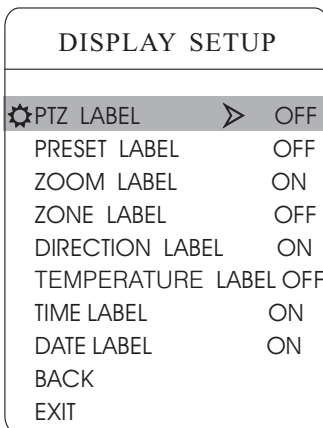 DISPLAY SETUP
PTZ LABEL OFF
PRESET LABEL OFF
ZOOM LABEL ON
ZONE LABEL OFF
DIRECTION LABEL ON
TEMPERATURE LABEL OFF
TIME LABEL ON
DATE LABEL ON
BACK
EXIT